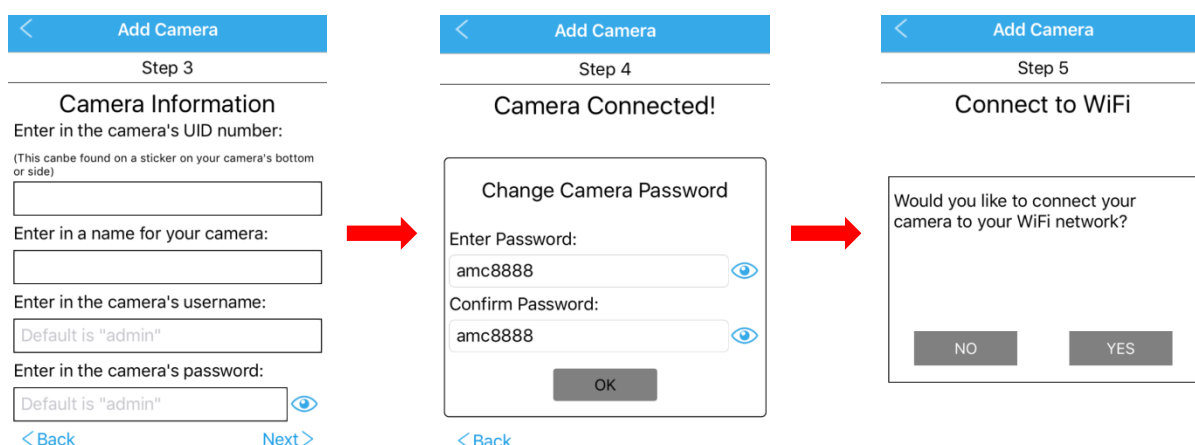 Add Camera
Step 3
Camera Information
Enter in the camera's UID number:
(This canbe found on a sticker on your camera's bottom
or side)
Enter in a name for your camera:
Enter in the camera's username:
Default is "admin"
Enter in the camera's password:
Default is "admin"
<Back
Next>
Add Camera
Step 4
Camera Connected!
Change Camera Password
Enter Password:
amc8888
Confirm Password:
amc8888
OK
<Back
Add Camera
Step 5
Connect to WiFi
Would you like to connect your
camera to your WiFi network?
NO
YES